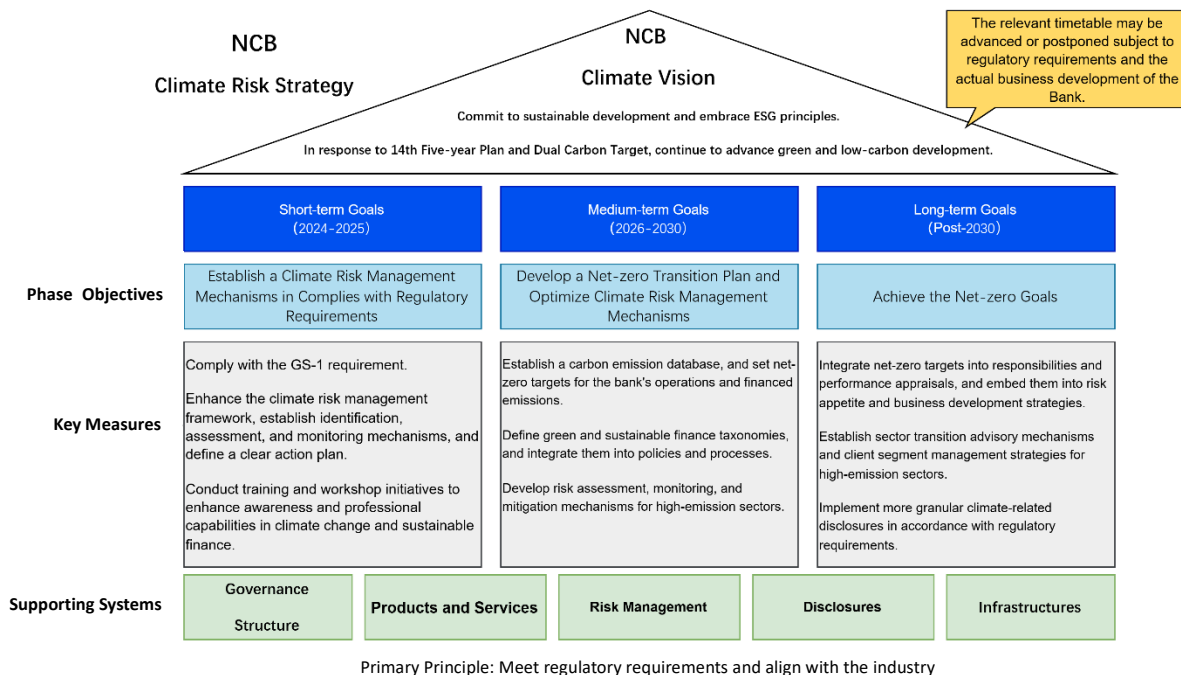 NCB
Climate Risk Strategy
NCB
Climate Vision
Commit to sustainable development and embrace ESG principles.
In response to 14th Five-year Plan and Dual Carbon Target, continue to advance green and low-carbon development.
The relevant timetable may be
advanced or postponed subject to
regulatory requirements and the
actual business development of the
Bank.
Short-term Goals
(2024-2025)
Medium-term Goals
(2026-2030)
Long-term Goals
(Post-2030)
Phase Objectives
Establish a Climate Risk Management
Mechanisms in Complies with Regulatory
Requirements
Develop a Net-zero Transition Plan and
Optimize Climate Risk Management
Mechanisms
Achieve the Net-zero Goals
Key Measures
Comply with the GS-1 requirement.
Enhance the climate risk management
framework, establish identification,
assessment, and monitoring mechanisms, and
define a clear action plan.
Conduct training and workshop initiatives to
enhance awareness and professional
capabilities in climate change and sustainable
finance.
Establish a carbon emission database, and set net-
zero targets for the bank's operations and financed
emissions.
Define green and sustainable finance taxonomies,
and integrate them into policies and processes.
Develop risk assessment, monitoring, and
mitigation mechanisms for high-emission sectors.
Integrate net-zero targets into responsibilities and
performance appraisals, and embed them into risk
appetite and business development strategies.
Establish sector transition advisory mechanisms
and client segment management strategies for
high-emission sectors.
Implement more granular climate-related
disclosures in accordance with regulatory
requirements.
Supporting Systems
Governance
Structure
Products and Services
Risk Management
Disclosures
Infrastructures
Primary Principle: Meet regulatory requirements and align with the industry